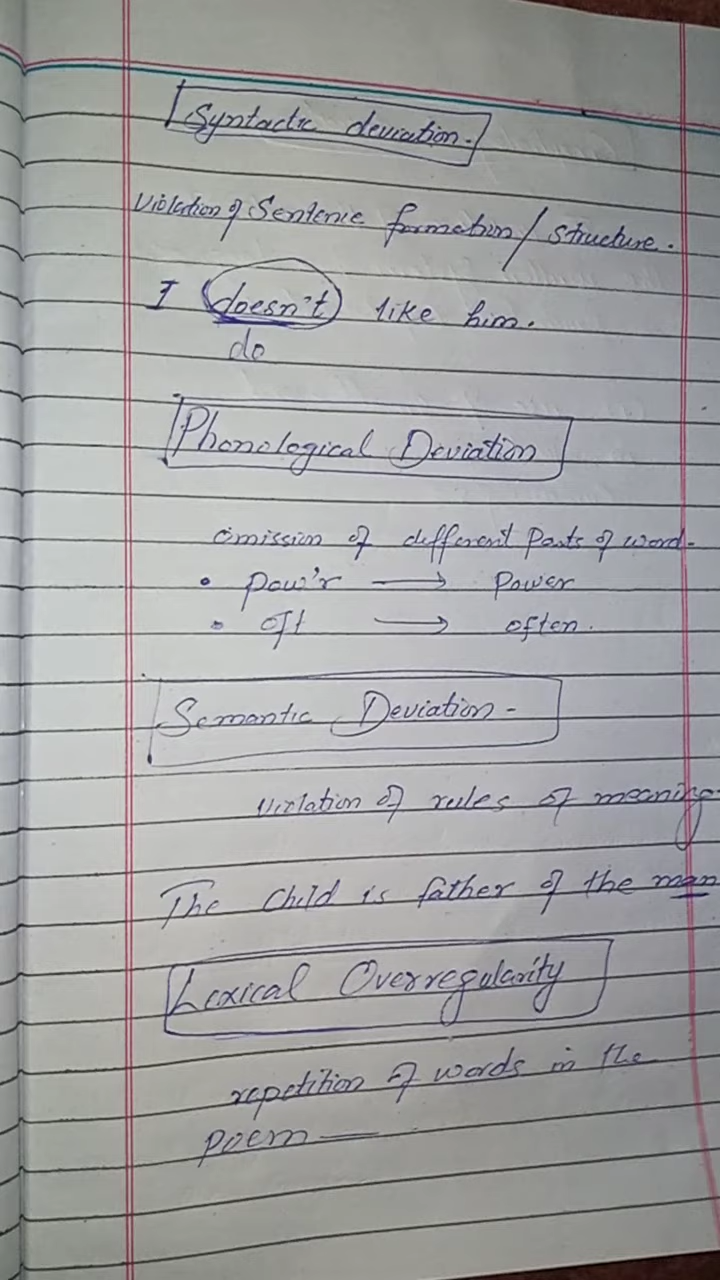 Syntactic deviation.
Violation of Sentence formation/structure.
I doesn't like him.
do
Phonological Deviation
omission of different Parts of word.
• pow'r → Power
• oft → often.
Semantic Deviation -
violation of rules of meaning
The Child is father of the man
Lexical Overregularity
repetition of words in the
poem —